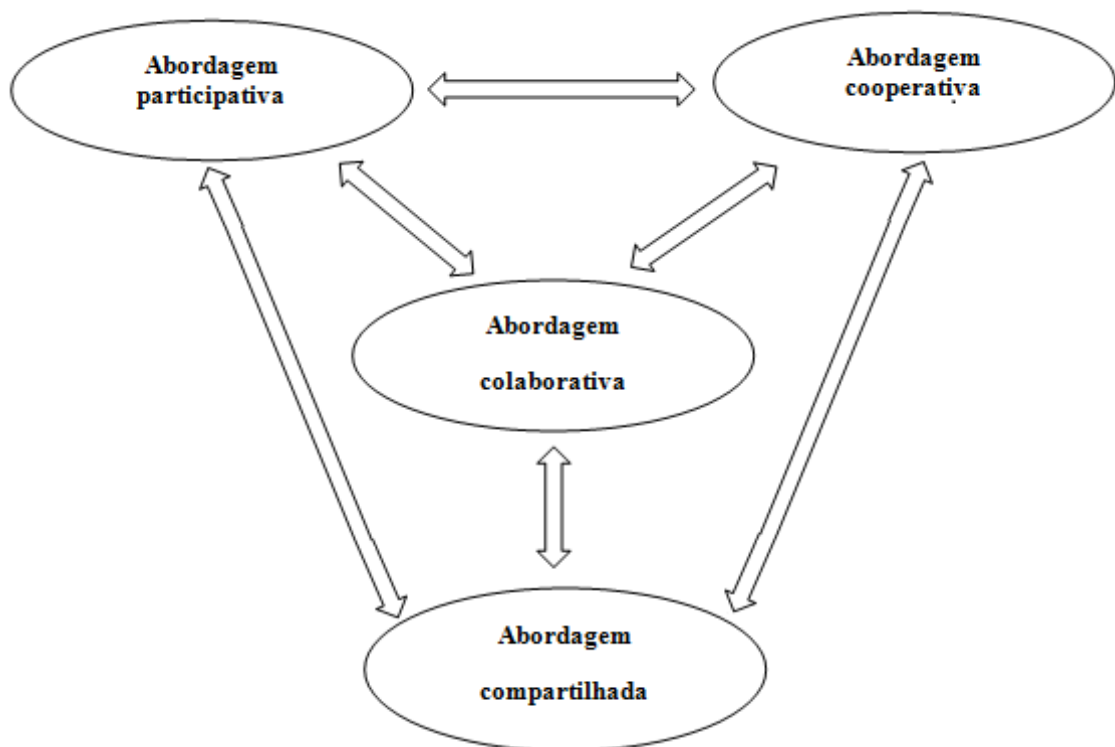 Abordagem
participativa
Abordagem
cooperativa
Abordagem
colaborativa
Abordagem
compartilhada